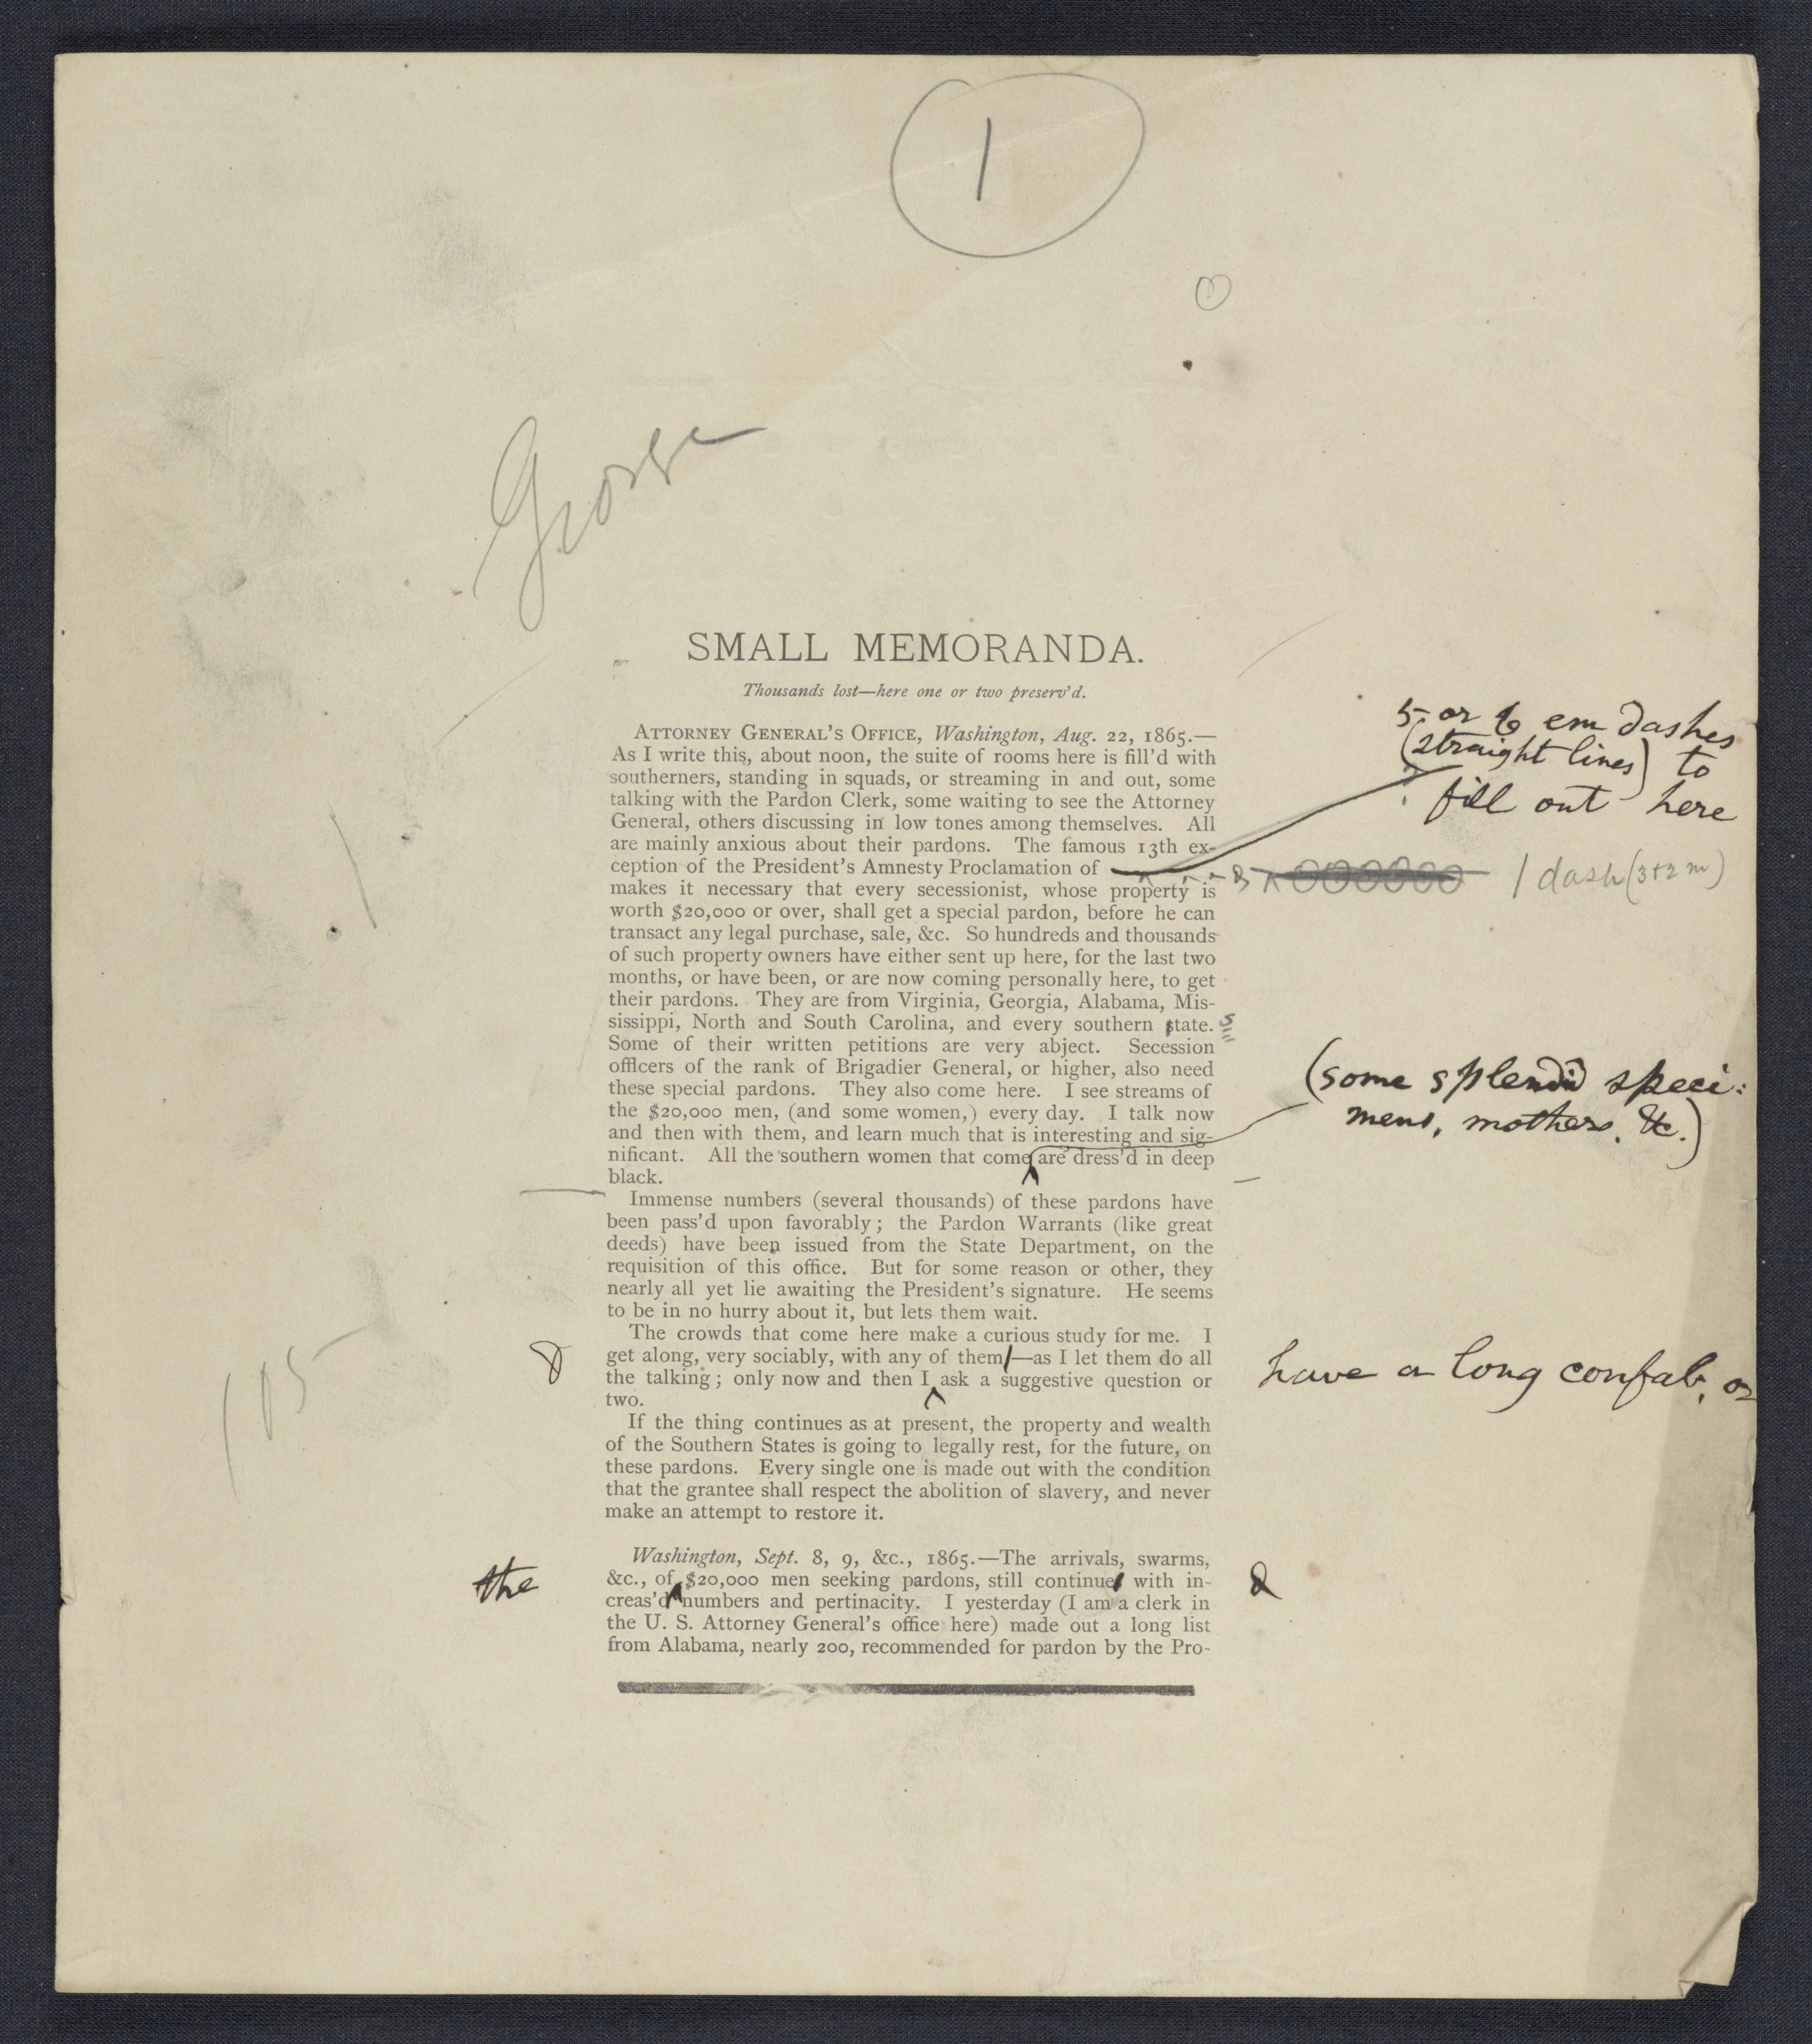 1
George
SMALL MEMORANDA.
Thousands lost—here one or two preserv'd.
ATTORNEY GENERAL'S OFFICE, Washington, Aug. 22, 1865.—
As I write this, about noon, the suite of rooms here is fill'd with
southerners, standing in squads, or streaming in and out, some
talking with the Pardon Clerk, some waiting to see the Attorney
General, others discussing in low tones among themselves. All
are mainly anxious about their pardons. The famous 13th ex-
ception of the President's Amnesty Proclamation of
makes it necessary that every secessionist, whose property is
worth $20,000 or over, shall get a special pardon, before he can
transact any legal purchase, sale, &c. So hundreds and thousands
of such property owners have either sent up here, for the last two
months, or have been, or are now coming personally here, to get
their pardons. They are from Virginia, Georgia, Alabama, Mis-
sissippi, North and South Carolina, and every southern state.
Some of their written petitions are very abject. Secession
officers of the rank of Brigadier General, or higher, also need
these special pardons. They also come here. I see streams of
the $20,000 men, (and some women,) every day. I talk now
and then with them, and learn much that is interesting and sig-
nificant. All the southern women that come are dress'd in deep
black.
Immense numbers (several thousands) of these pardons have
been pass'd upon favorably; the Pardon Warrants (like great
deeds) have been issued from the State Department, on the
requisition of this office. But for some reason or other, they
nearly all yet lie awaiting the President's signature. He seems
to be in no hurry about it, but lets them wait.
The crowds that come here make a curious study for me. I
get along, very sociably, with any of them—as I let them do all
the talking; only now and then I ask a suggestive question or
two.
If the thing continues as at present, the property and wealth
of the Southern States is going to legally rest, for the future, on
these pardons. Every single one is made out with the condition
that the grantee shall respect the abolition of slavery, and never
make an attempt to restore it.
Washington, Sept. 8, 9, &c., 1865.—The arrivals, swarms,
&c., of $20,000 men seeking pardons, still continues with in-
creas'd numbers and pertinacity. I yesterday (I am a clerk in
the U. S. Attorney General's office here) made out a long list
from Alabama, nearly 200, recommended for pardon by the Pro-
5 or 6 em dashes
(straight lines) to
fill out here
1 dash
S
(some splendid speci-
mens, mothers, &c.)
have a long confab, or
the
105